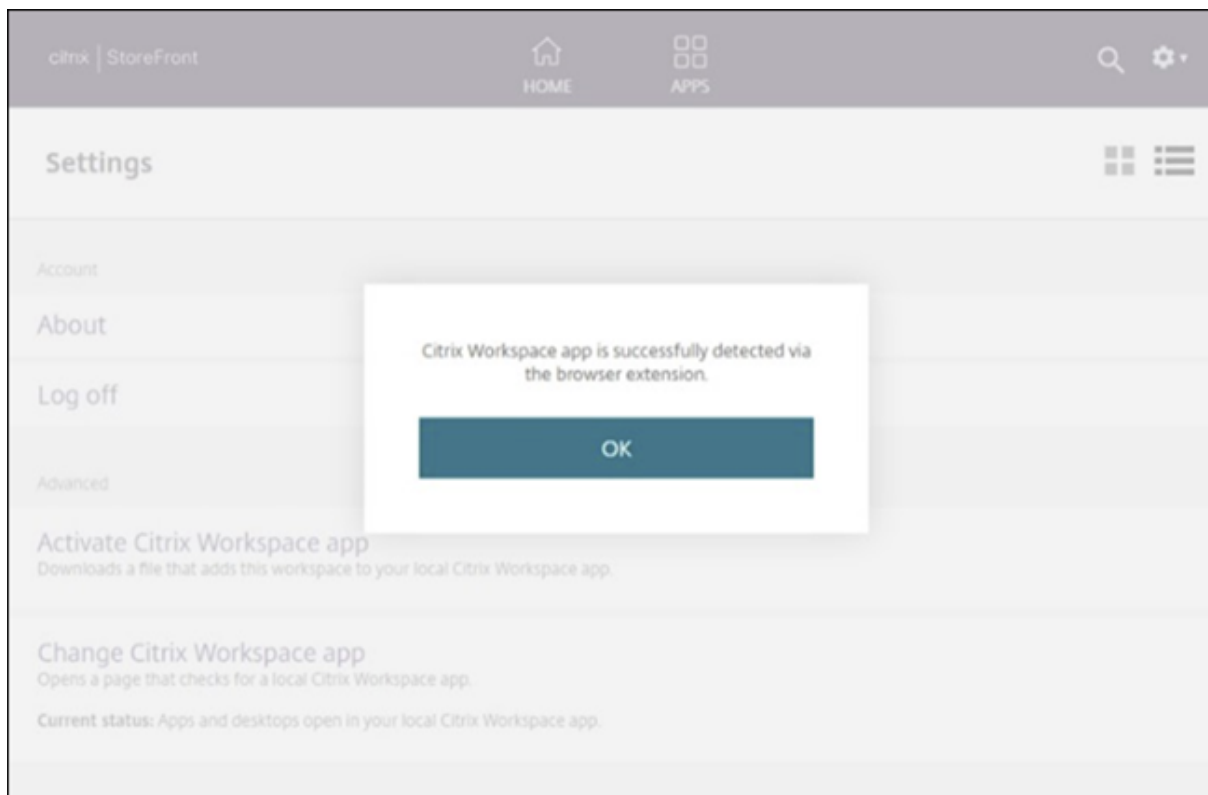 citrix | StoreFront
HOME
APPS
Settings
Account
About
Log off
Citrix Workspace app is successfully detected via
the browser extension.
OK
Advanced
Activate Citrix Workspace app
Downloads a file that adds this workspace to your local Citrix Workspace app.
Change Citrix Workspace app
Opens a page that checks for a local Citrix Workspace app.
Current status: Apps and desktops open in your local Citrix Workspace app.